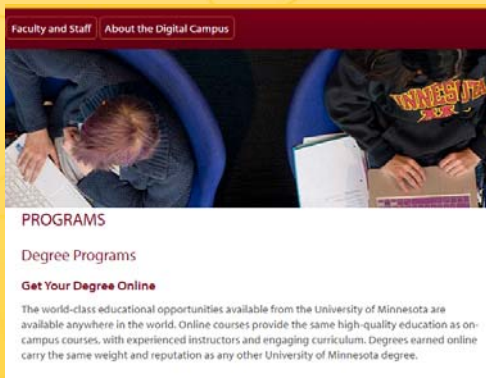 Faculty and Staff About the Digital Campus
MINNESOTA
PROGRAMS
Degree Programs
Get Your Degree Online
The world-class educational opportunities available from the University of Minnesota are
available anywhere in the world. Online courses provide the same high-quality education as on-
campus courses, with experienced instructors and engaging curriculum. Degrees earned online
carry the same weight and reputation as any other University of Minnesota degree.